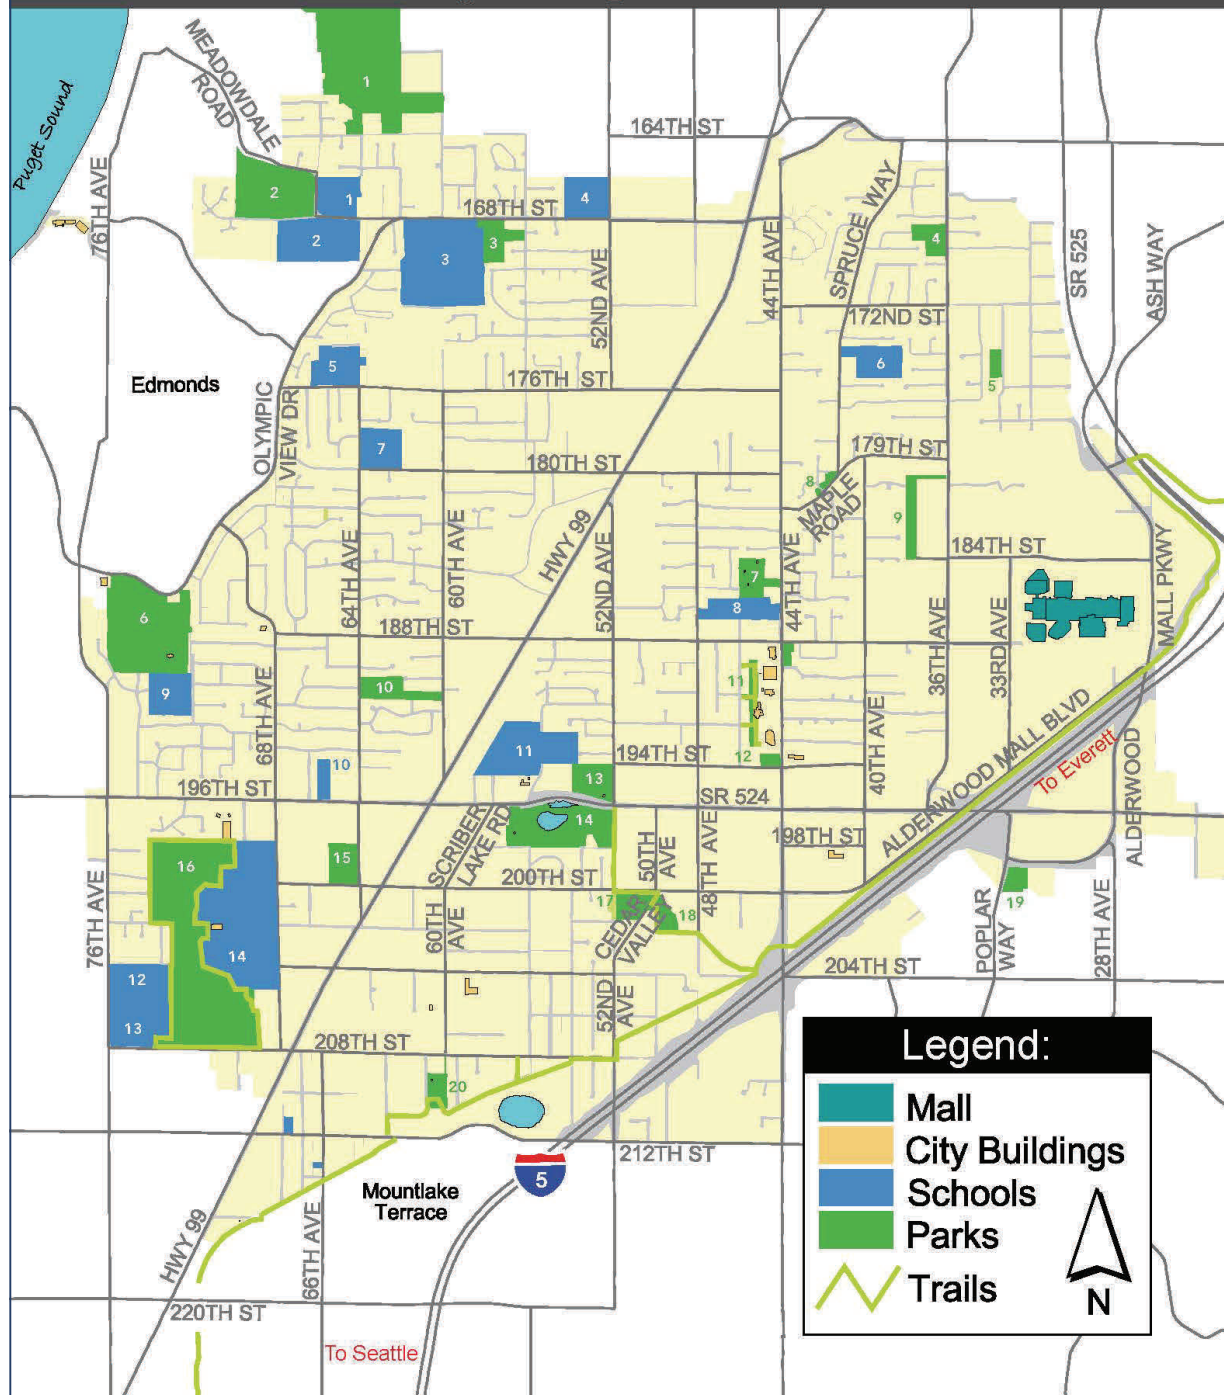 MEADOWDALE
ROAD
Puget Sound
76TH AVE
1
2
1
2
164TH ST
168TH ST
4
3
3
52ND AVE
44TH AVE
SPRUCE WAY
4
SR 525
ASH WAY
172ND ST
5
6
5
Edmonds
176TH ST
OLYMPIC
VIEW DR
7
180TH ST
179TH ST
8
MAPLE
ROAD
9
HWY 99
64TH AVE
60TH AVE
52ND AVE
44TH AVE
184TH ST
MALL PKWY
7
8
6
188TH ST
36TH AVE
33RD AVE
9
68TH AVE
10
11
11
194TH ST
12
40TH AVE
ALDERWOOD MALL BLVD
To Everett
ALDERWOOD
10
13
196TH ST
SR 524
SCRIBER
LAKE RD
14
50TH
AVE
48TH AVE
198TH ST
16
15
200TH ST
17
18
CEDAR
VALLEY
19
76TH AVE
60TH
AVE
POPLAR
WAY
28TH AVE
14
12
13
204TH ST
52ND
AVE
208TH ST
20
212TH ST
5
Mountlake
Terrace
HWY 99
66TH AVE
220TH ST
To Seattle
Legend:
Mall
City Buildings
Schools
Parks
Trails
N